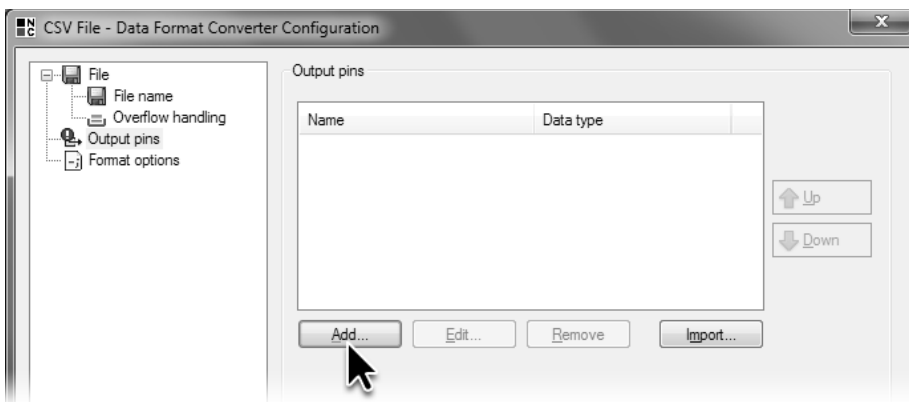 CSV File - Data Format Converter Configuration
File
File name
Overflow handling
Output pins
Format options
Output pins
Name Data type
Up
Down
Add... Edit... Remove Import...